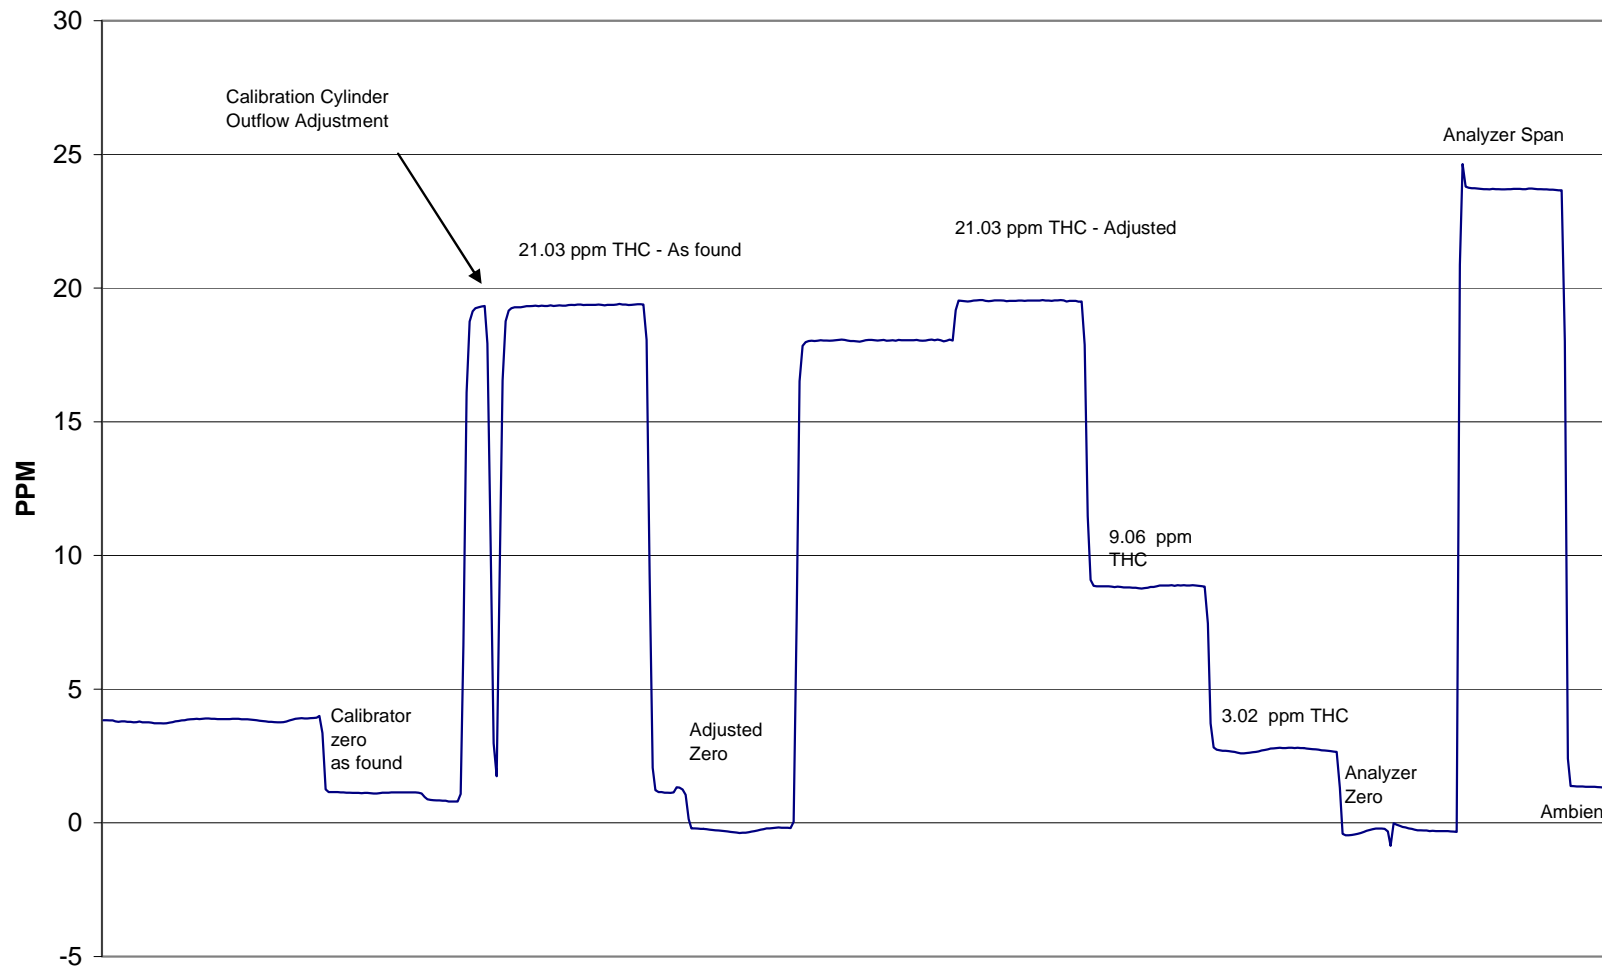 30
Calibration Cylinder
Outflow Adjustment
Analyzer Span
25
21.03 ppm THC - Adjusted
21.03 ppm THC - As found
20
15
PPM
10
9.06  ppm
THC
5
Calibrator
zero
as found
Adjusted
Zero
3.02  ppm THC
Analyzer
Zero
Ambien
0
-5